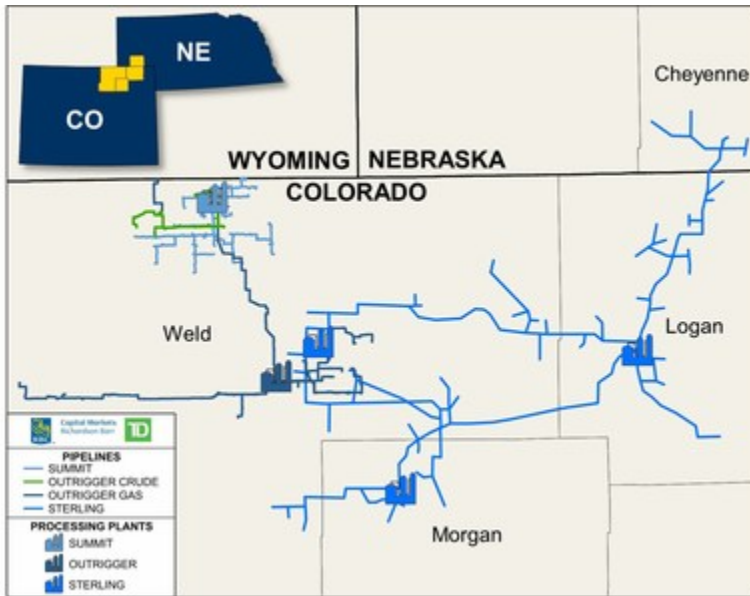 NE
CO
Cheyenne
WYOMING NEBRASKA
COLORADO
Weld
Logan
Morgan
RBC Capital Markets TD
Richardson Barr
PIPELINES
SUMMIT
OUTRIGGER CRUDE
OUTRIGGER GAS
STERLING
PROCESSING PLANTS
SUMMIT
OUTRIGGER
STERLING